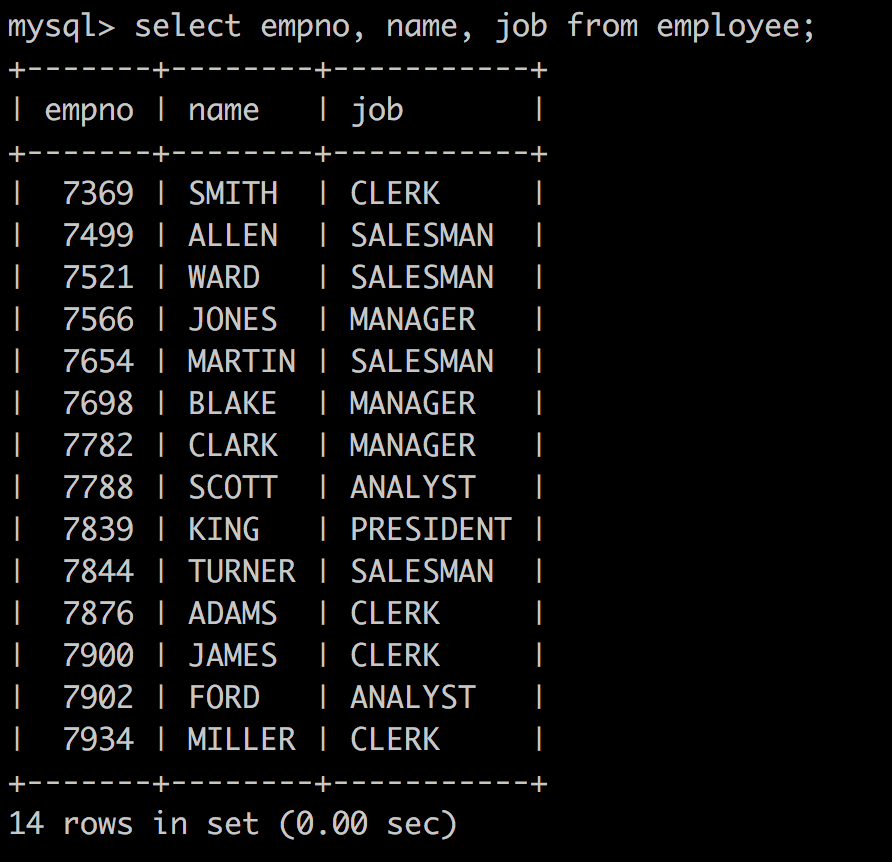 mysql> select empno, name, job from employee;
+-------+--------+-----------+
| empno | name   | job       |
+-------+--------+-----------+
|  7369 | SMITH  | CLERK     |
|  7499 | ALLEN  | SALESMAN  |
|  7521 | WARD   | SALESMAN  |
|  7566 | JONES  | MANAGER   |
|  7654 | MARTIN | SALESMAN  |
|  7698 | BLAKE  | MANAGER   |
|  7782 | CLARK  | MANAGER   |
|  7788 | SCOTT  | ANALYST   |
|  7839 | KING   | PRESIDENT |
|  7844 | TURNER | SALESMAN  |
|  7876 | ADAMS  | CLERK     |
|  7900 | JAMES  | CLERK     |
|  7902 | FORD   | ANALYST   |
|  7934 | MILLER | CLERK     |
+-------+--------+-----------+
14 rows in set (0.00 sec)